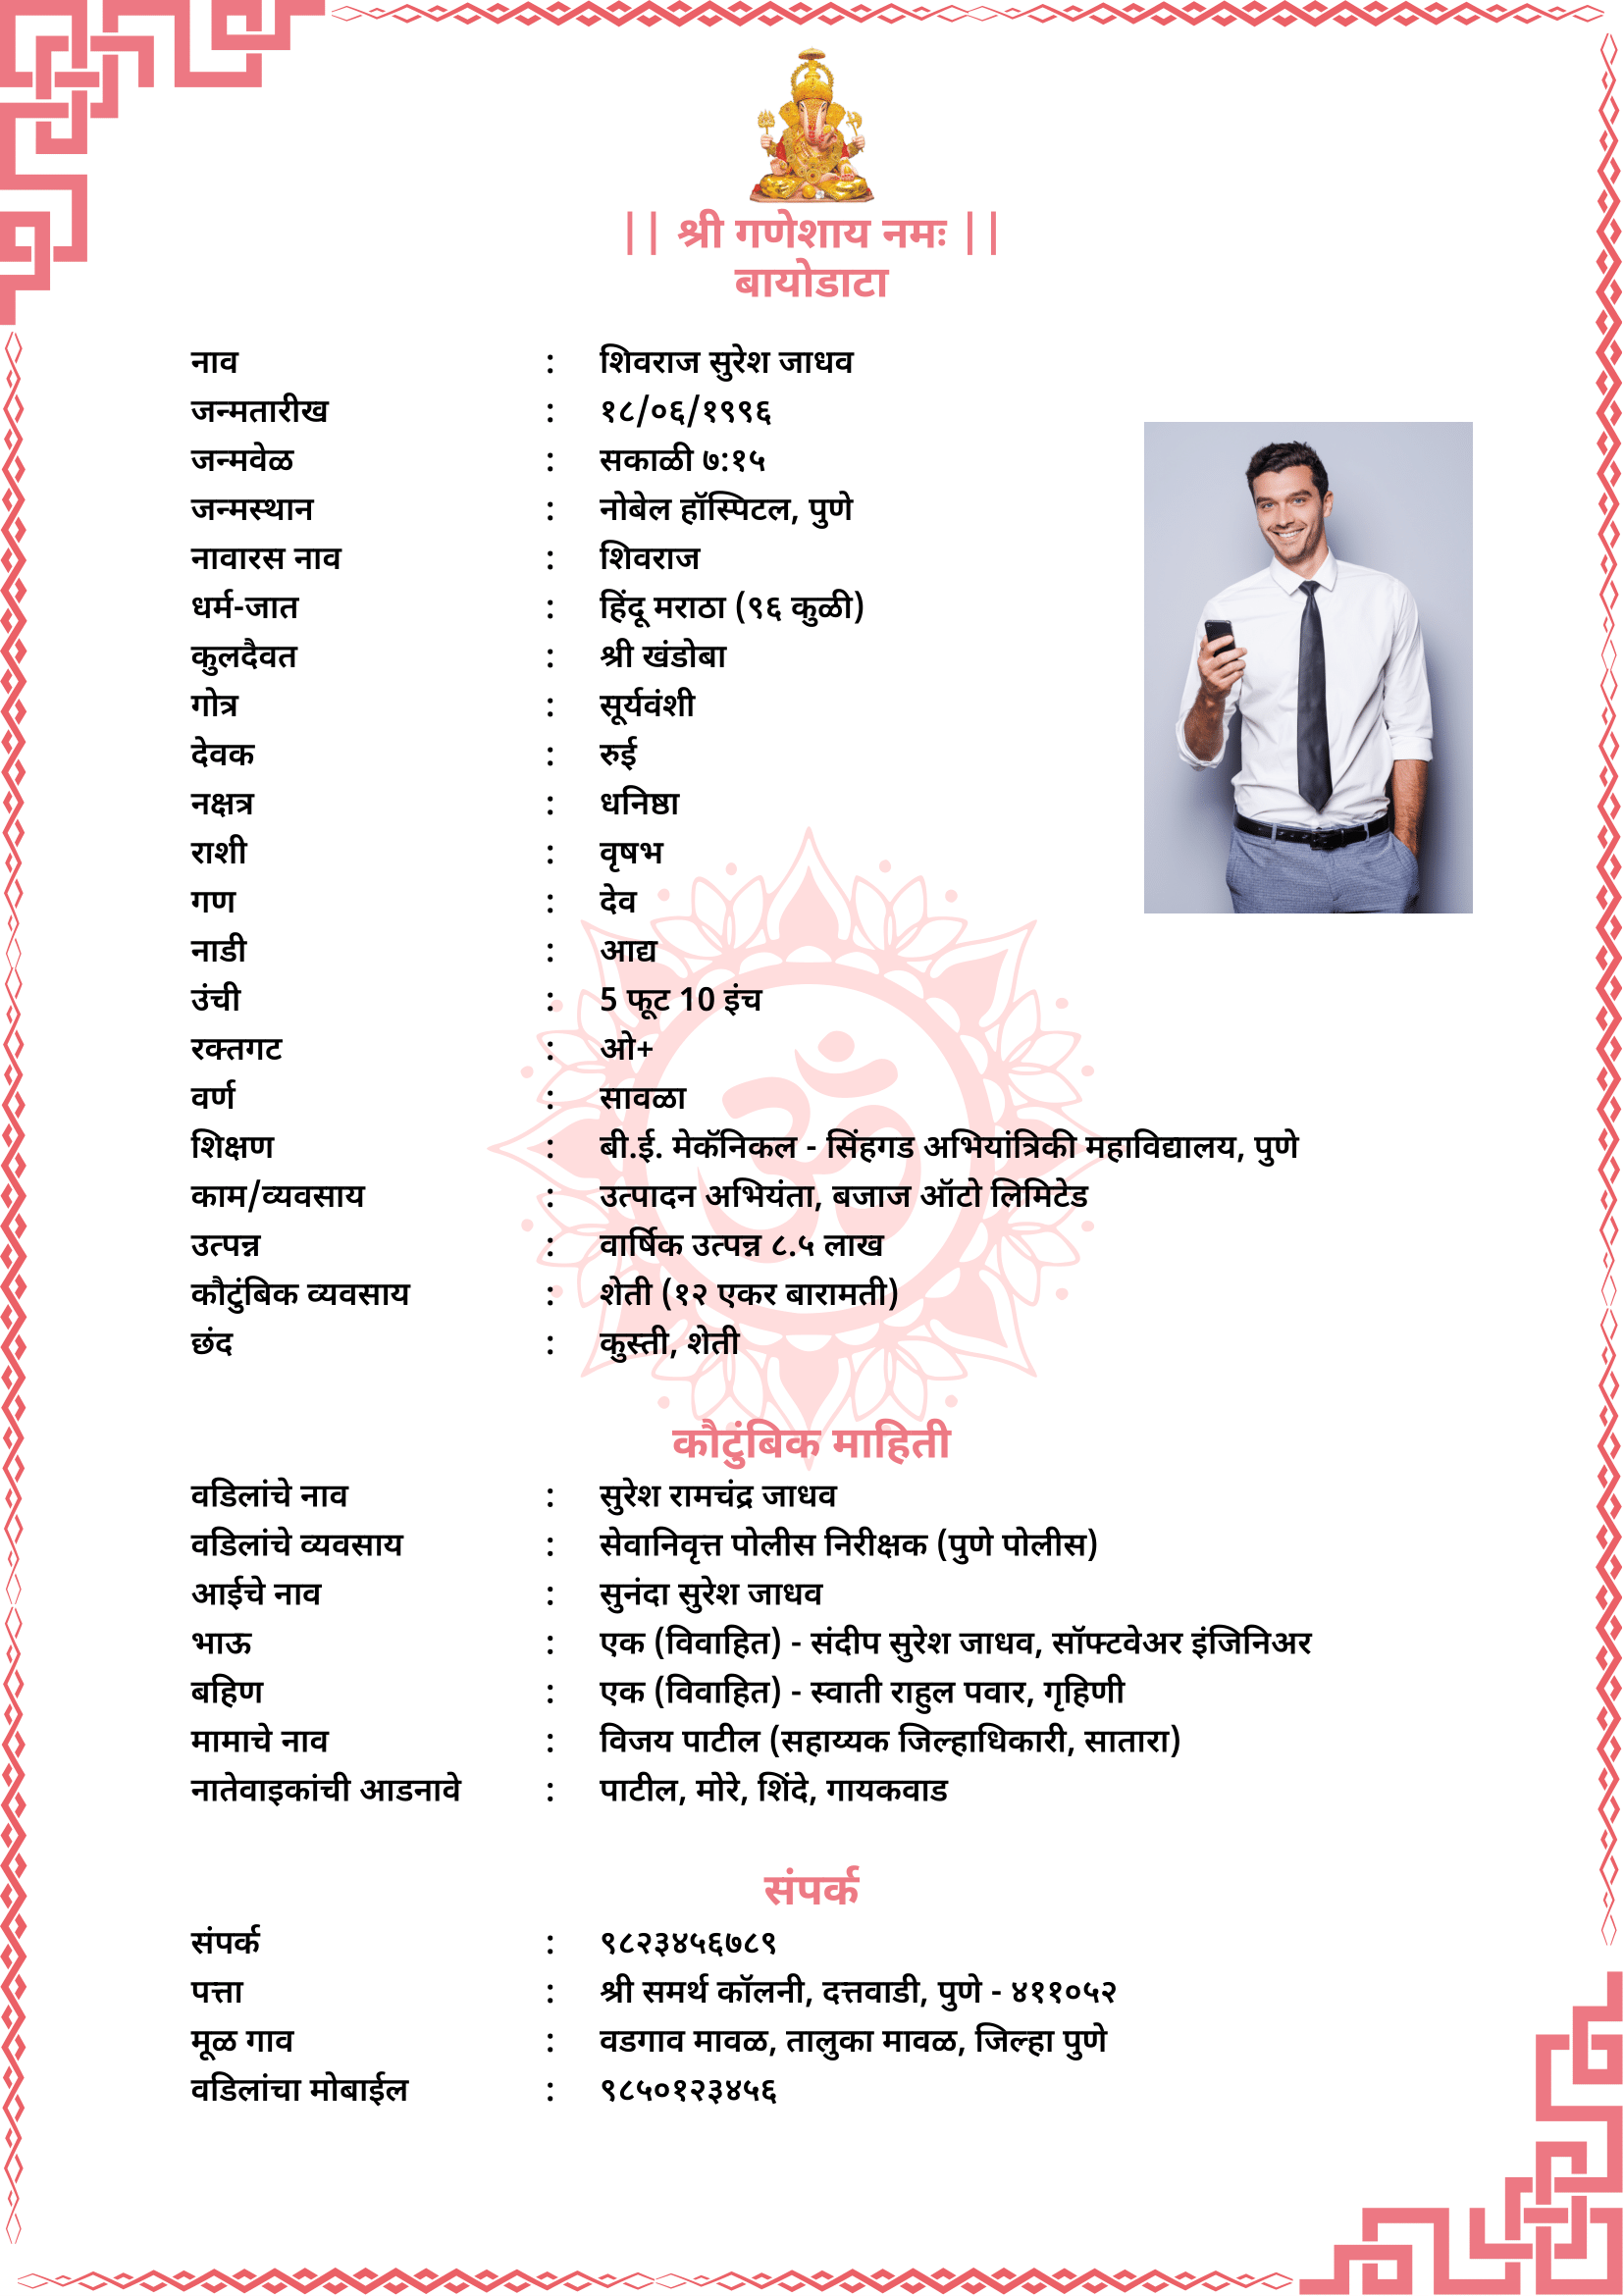 || श्री गणेशाय नमः ||
बायोडाटा
नाव : शिवराज सुरेश जाधव
जन्मतारीख : १८/०६/१९९६
जन्मवेळ : सकाळी ७:१५
जन्मस्थान : नोबेल हॉस्पिटल, पुणे
नावारस नाव : शिवराज
धर्म-जात : हिंदू मराठा (९६ कुळी)
कुलदैवत : श्री खंडोबा
गोत्र : सूर्यवंशी
देवक : रुई
नक्षत्र : धनिष्ठा
राशी : वृषभ
गण : देव
नाडी : आद्य
उंची : 5 फूट 10 इंच
रक्तगट : ओ+
वर्ण : सावळा
शिक्षण : बी.ई. मेकॅनिकल - सिंहगड अभियांत्रिकी महाविद्यालय, पुणे
काम/व्यवसाय : उत्पादन अभियंता, बजाज ऑटो लिमिटेड
उत्पन्न : वार्षिक उत्पन्न ८.५ लाख
कौटुंबिक व्यवसाय : शेती (१२ एकर बारामती)
छंद : कुस्ती, शेती
ॐ
कौटुंबिक माहिती
वडिलांचे नाव : सुरेश रामचंद्र जाधव
वडिलांचे व्यवसाय : सेवानिवृत्त पोलीस निरीक्षक (पुणे पोलीस)
आईचे नाव : सुनंदा सुरेश जाधव
भाऊ : एक (विवाहित) - संदीप सुरेश जाधव, सॉफ्टवेअर इंजिनिअर
बहिण : एक (विवाहित) - स्वाती राहुल पवार, गृहिणी
मामाचे नाव : विजय पाटील (सहाय्यक जिल्हाधिकारी, सातारा)
नातेवाइकांची आडनावे : पाटील, मोरे, शिंदे, गायकवाड
संपर्क
संपर्क : ९८२३४५६७८९
पत्ता : श्री समर्थ कॉलनी, दत्तवाडी, पुणे - ४११०५२
मूळ गाव : वडगाव मावळ, तालुका मावळ, जिल्हा पुणे
वडिलांचा मोबाईल : ९८५०१२३४५६